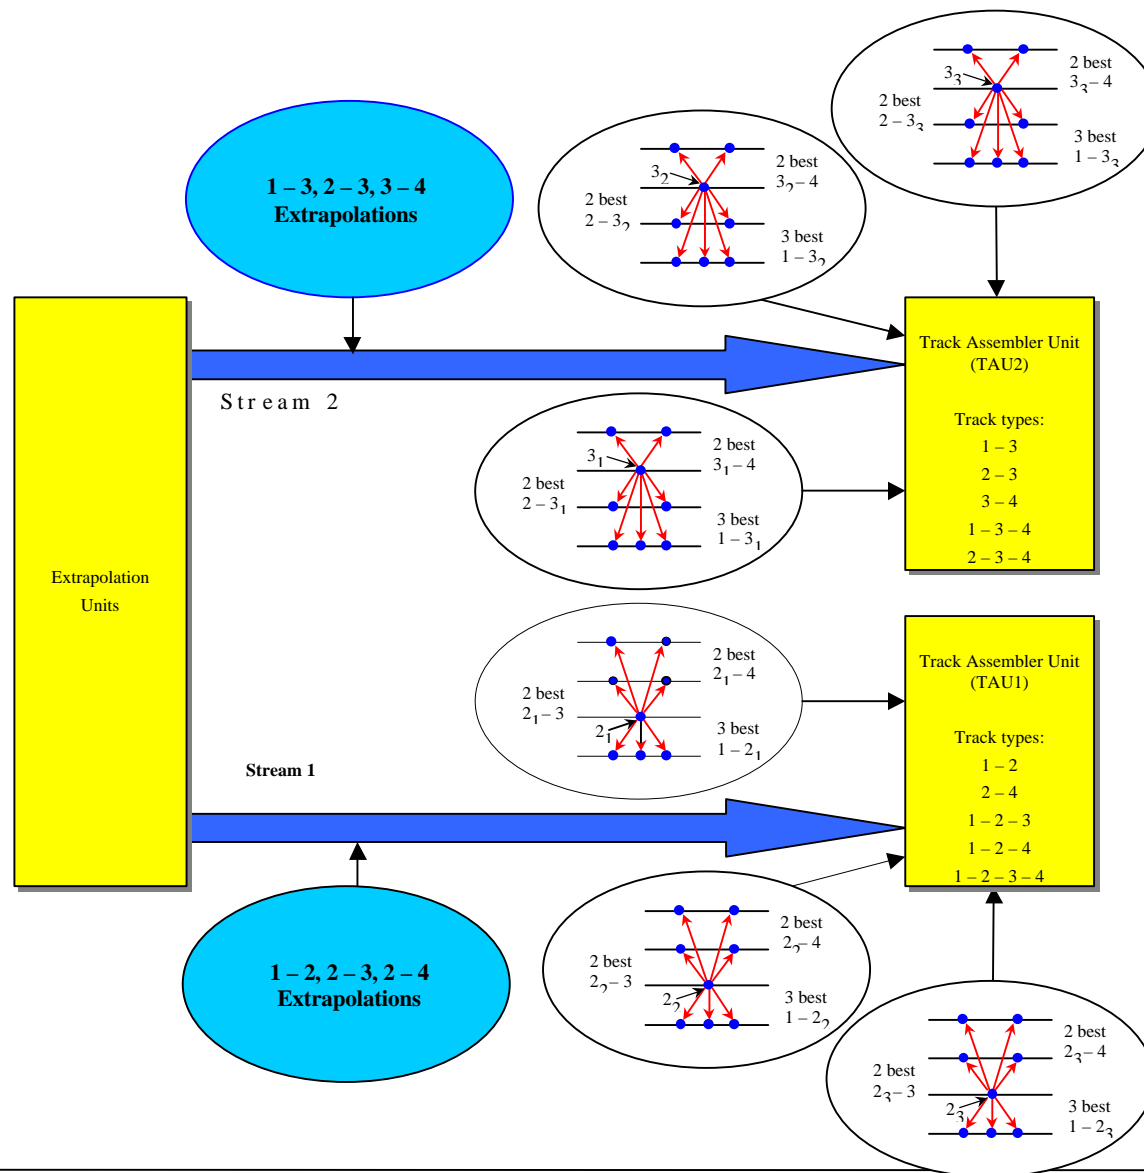 1 – 3, 2 – 3, 3 – 4
Extrapolations
3₂
2 best
3₂– 4
2 best
2 – 3₂
3 best
1 – 3₂
3₃
2 best
3₃– 4
2 best
2 – 3₃
3 best
1 – 3₃
Stream 2
Track Assembler Unit
(TAU2)
Track types:
1 – 3
2 – 3
3 – 4
1 – 3 – 4
2 – 3 – 4
3₁
2 best
3₁– 4
2 best
2 – 3₁
3 best
1 – 3₁
Extrapolation
Units
2 best
2₁– 4
2 best
2₁– 3
2₁
3 best
1 – 2₁
Track Assembler Unit
(TAU1)
Track types:
1 – 2
2 – 4
1 – 2 – 3
1 – 2 – 4
1 – 2 – 3 – 4
Stream 1
1 – 2, 2 – 3, 2 – 4
Extrapolations
2 best
2₂– 4
2 best
2₂– 3
2₂
3 best
1 – 2₂
2 best
2₃– 4
2 best
2₃– 3
2₃
3 best
1 – 2₃